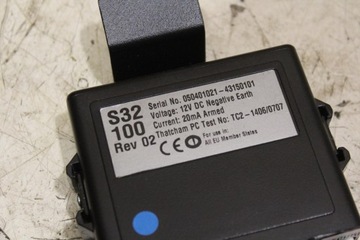 S32
100
Rev 02
Serial No. 050401021-43150101
Voltage: 12V DC Negative Earth
Current: 20mA Armed
Thatcham PC Test No: TC2-1406/0707
CE
For use in:
All EU Member States